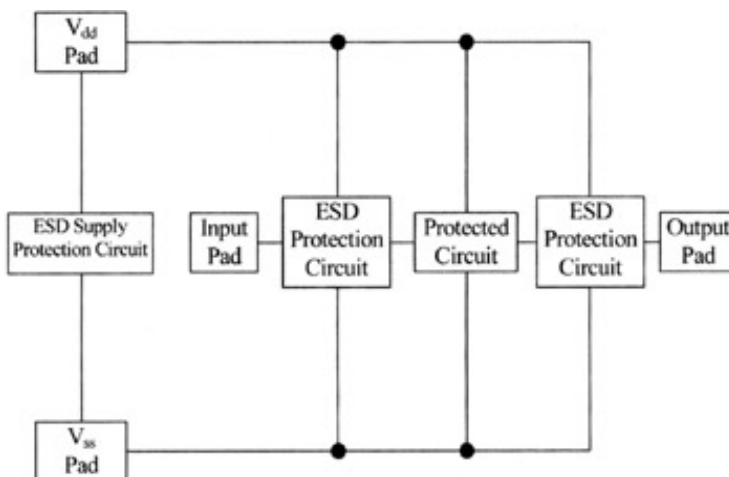 V_dd
Pad
ESD Supply
Protection Circuit
Input
Pad
ESD
Protection
Circuit
Protected
Circuit
ESD
Protection
Circuit
Output
Pad
V_ss
Pad